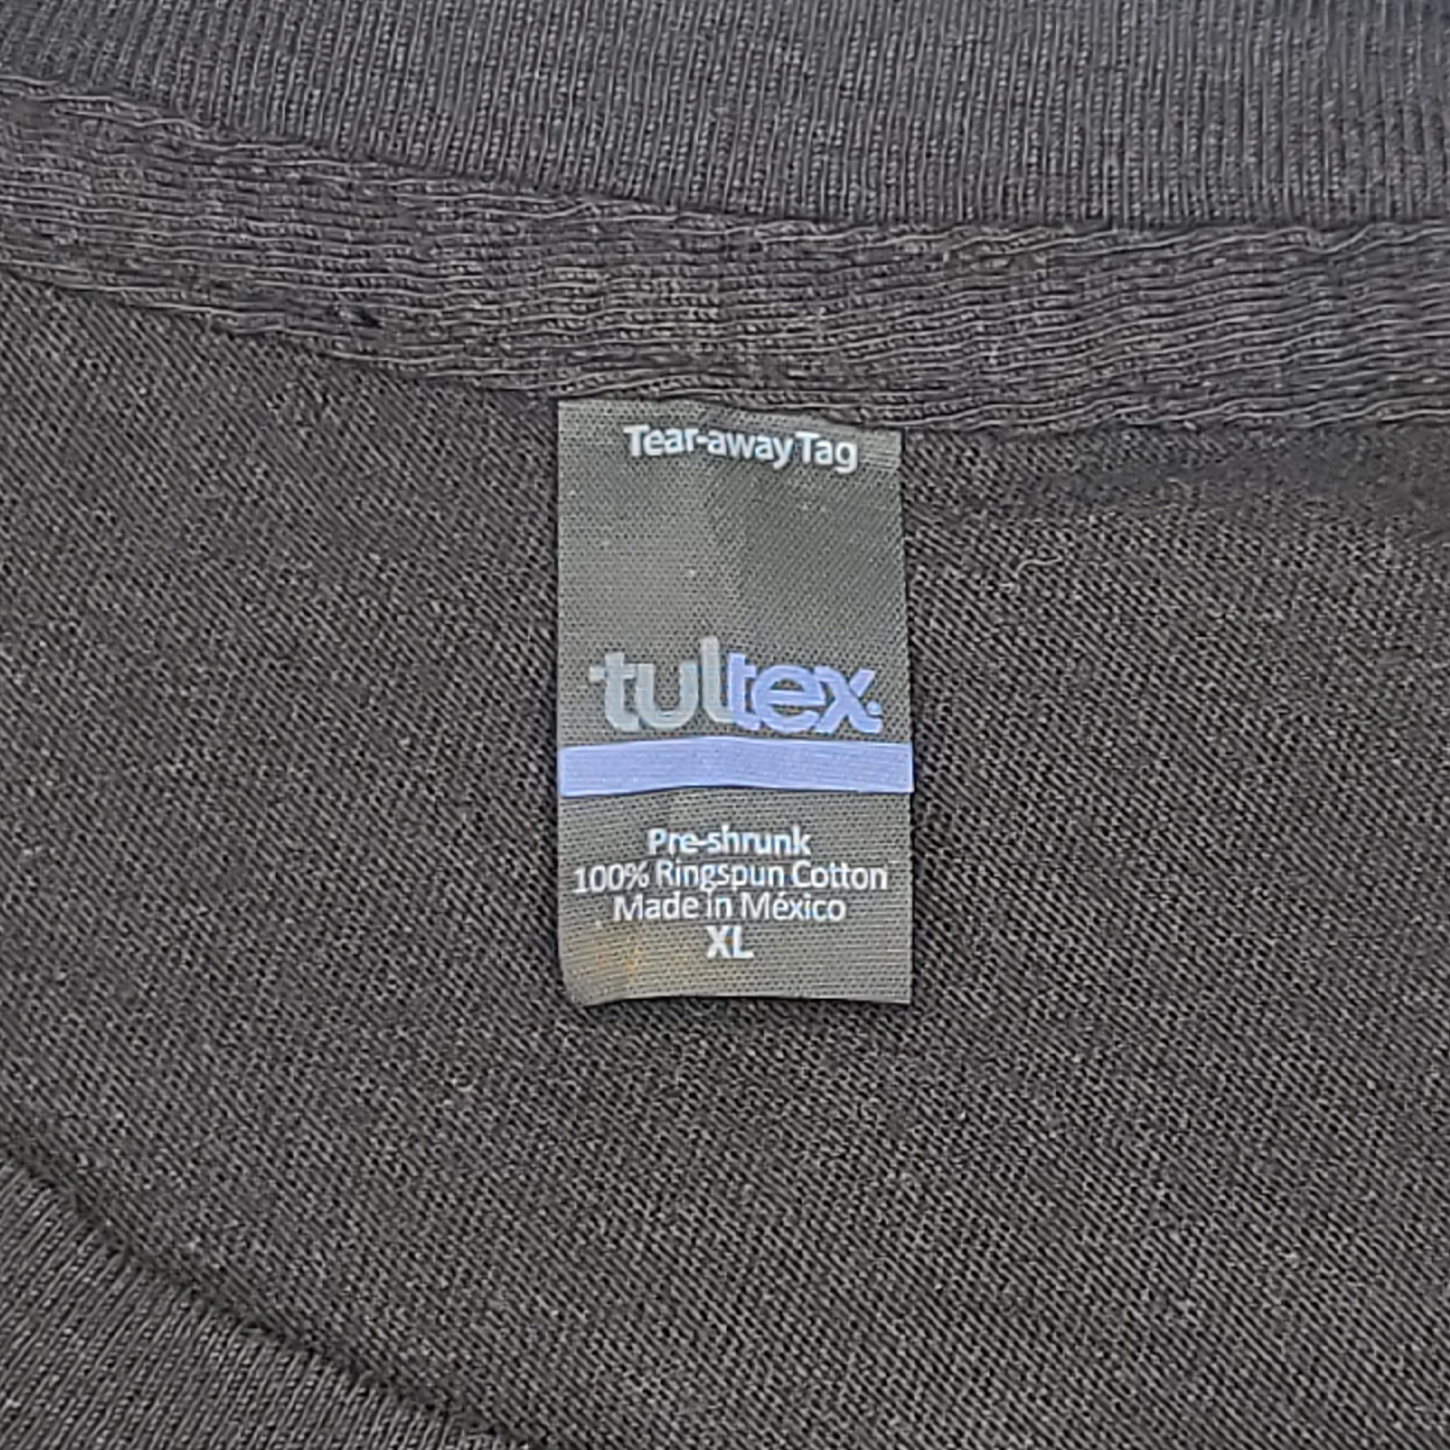 Tear-away Tag
tultex
Pre-shrunk
100% Ringspun Cotton
Made in México
XL